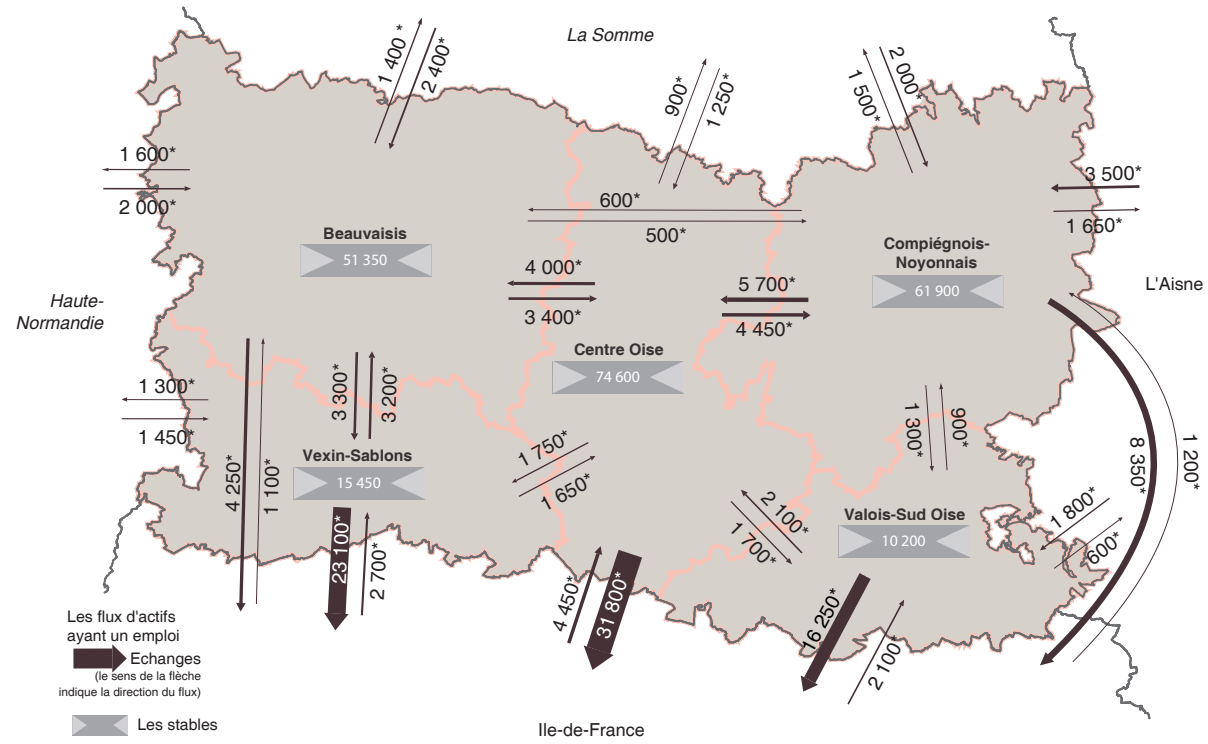 La Somme
1 400*
2 400*
900*
1 250*
2 000*
1 500*
1 600*
2 000*
3 500*
1 650*
600*
500*
Beauvaisis
51 350
Compiégnois-
Noyonnais
61 900
L'Aisne
Haute-
Normandie
4 000*
3 400*
5 700*
4 450*
Centre Oise
74 600
1 300*
1 450*
3 300*
3 200*
4 250*
1 100*
Vexin-Sablons
15 450
1 750*
1 650*
1 300*
900*
8 350*
1 200*
2 100*
1 700*
Valois-Sud Oise
10 200
1 800*
600*
23 100*
2 700*
4 450*
31 800*
16 250*
2 100*
Les flux d'actifs
ayant un emploi
Echanges
(le sens de la flèche
indique la direction du flux)
Les stables
Ile-de-France